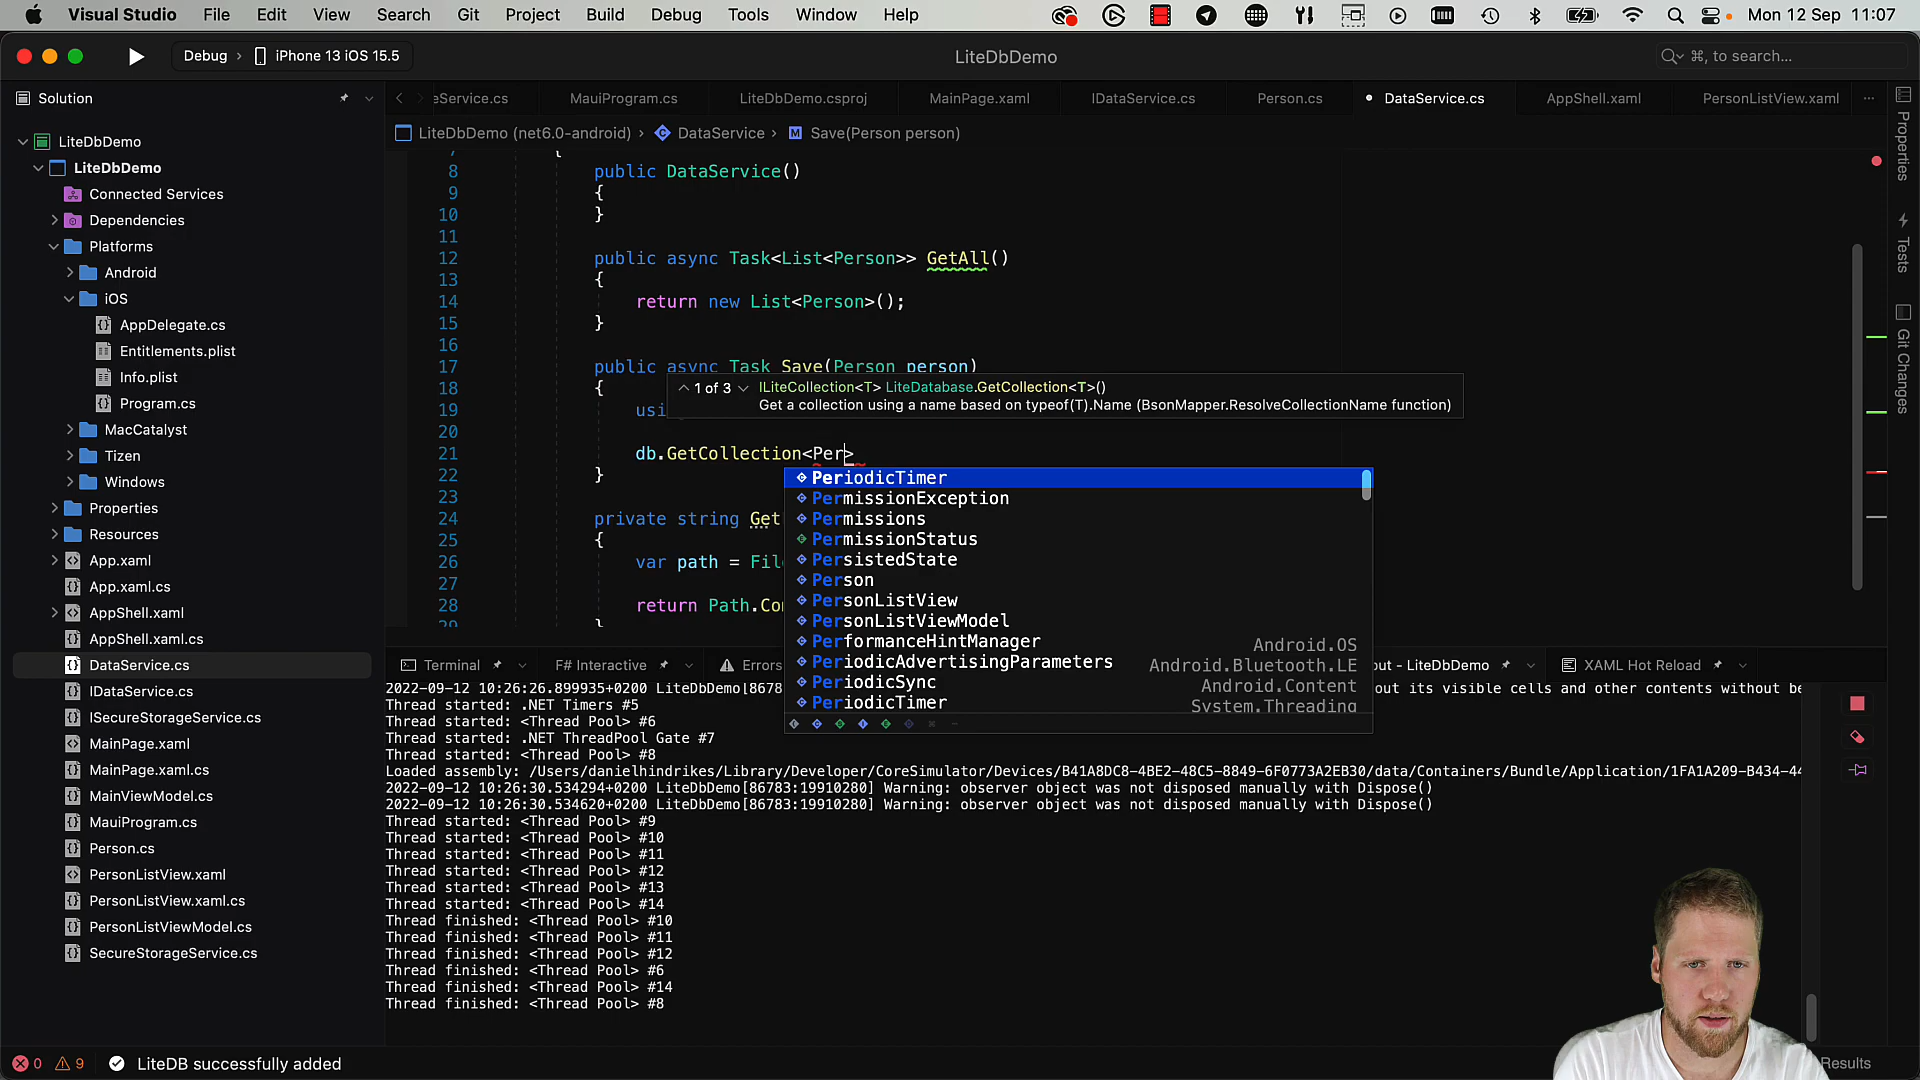 Visual Studio File Edit View Search Git Project Build Debug Tools Window Help Mon 12 Sep 11:07
Debug › iPhone 13 iOS 15.5 LiteDbDemo ⌘, to search...
Solution
eService.cs MauiProgram.cs LiteDbDemo.csproj MainPage.xaml IDataService.cs Person.cs DataService.cs AppShell.xaml PersonListView.xaml
LiteDbDemo (net6.0-android) › DataService › Save(Person person)
LiteDbDemo
LiteDbDemo
Connected Services
Dependencies
Platforms
Android
iOS
AppDelegate.cs
Entitlements.plist
Info.plist
Program.cs
MacCatalyst
Tizen
Windows
Properties
Resources
App.xaml
App.xaml.cs
AppShell.xaml
AppShell.xaml.cs
DataService.cs
IDataService.cs
ISecureStorageService.cs
MainPage.xaml
MainPage.xaml.cs
MainViewModel.cs
MauiProgram.cs
Person.cs
PersonListView.xaml
PersonListView.xaml.cs
PersonListViewModel.cs
SecureStorageService.cs
7 {
8 public DataService()
9 {
10 }
11
12 public async Task<List<Person>> GetAll()
13 {
14 return new List<Person>();
15 }
16
17 public async Task Save(Person person)
18 {
19 usi
20
21 db.GetCollection<Per>
22 }
23
24 private string Get
25 {
26 var path = File
27
28 return Path.Com
29 }
1 of 3 ILiteCollection<T> LiteDatabase.GetCollection<T>()
Get a collection using a name based on typeof(T).Name (BsonMapper.ResolveCollectionName function)
PeriodicTimer
PermissionException
Permissions
PermissionStatus
PersistedState
Person
PersonListView
PersonListViewModel
PerformanceHintManager Android.OS
PeriodicAdvertisingParameters Android.Bluetooth.LE
PeriodicSync Android.Content
PeriodicTimer System.Threading
Properties
Tests
Git Changes
Terminal F# Interactive Errors put - LiteDbDemo XAML Hot Reload
2022-09-12 10:26:26.899935+0200 LiteDbDemo[8678 out its visible cells and other contents without be
Thread started: .NET Timers #5
Thread started: <Thread Pool> #6
Thread started: .NET ThreadPool Gate #7
Thread started: <Thread Pool> #8
Loaded assembly: /Users/danielhindrikes/Library/Developer/CoreSimulator/Devices/B41A8DC8-4BE2-48C5-8849-6F0773A2EB30/data/Containers/Bundle/Application/1FA1A209-B434-44
2022-09-12 10:26:30.534294+0200 LiteDbDemo[86783:19910280] Warning: observer object was not disposed manually with Dispose()
2022-09-12 10:26:30.534620+0200 LiteDbDemo[86783:19910280] Warning: observer object was not disposed manually with Dispose()
Thread started: <Thread Pool> #9
Thread started: <Thread Pool> #10
Thread started: <Thread Pool> #11
Thread started: <Thread Pool> #12
Thread started: <Thread Pool> #13
Thread started: <Thread Pool> #14
Thread finished: <Thread Pool> #10
Thread finished: <Thread Pool> #11
Thread finished: <Thread Pool> #12
Thread finished: <Thread Pool> #6
Thread finished: <Thread Pool> #14
Thread finished: <Thread Pool> #8
0 9 LiteDB successfully added Results